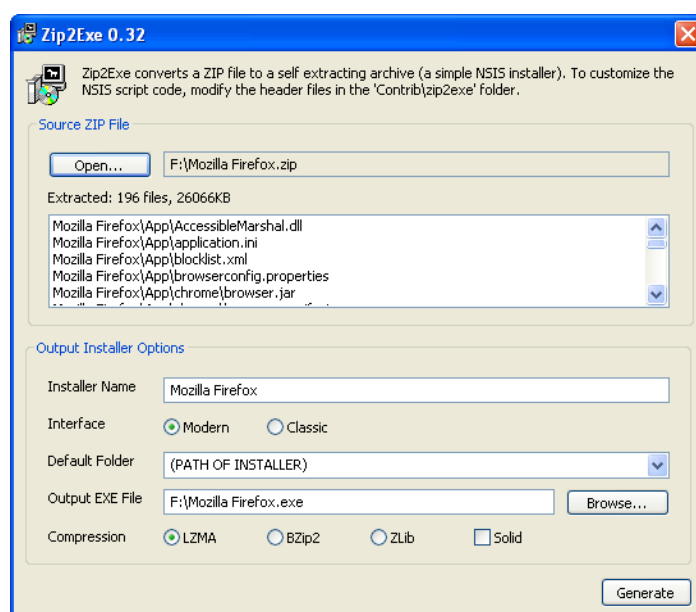 Zip2Exe 0.32
Zip2Exe converts a ZIP file to a self extracting archive (a simple NSIS installer). To customize the
NSIS script code, modify the header files in the 'Contrib\zip2exe' folder.
Source ZIP File
Open...
F:\Mozilla Firefox.zip
Extracted: 196 files, 26066KB
Mozilla Firefox\App\AccessibleMarshal.dll
Mozilla Firefox\App\application.ini
Mozilla Firefox\App\blocklist.xml
Mozilla Firefox\App\browserconfig.properties
Mozilla Firefox\App\chrome\browser.jar
Output Installer Options
Installer Name
Mozilla Firefox
Interface
Modern
Classic
Default Folder
(PATH OF INSTALLER)
Output EXE File
F:\Mozilla Firefox.exe
Browse...
Compression
LZMA
BZip2
ZLib
Solid
Generate